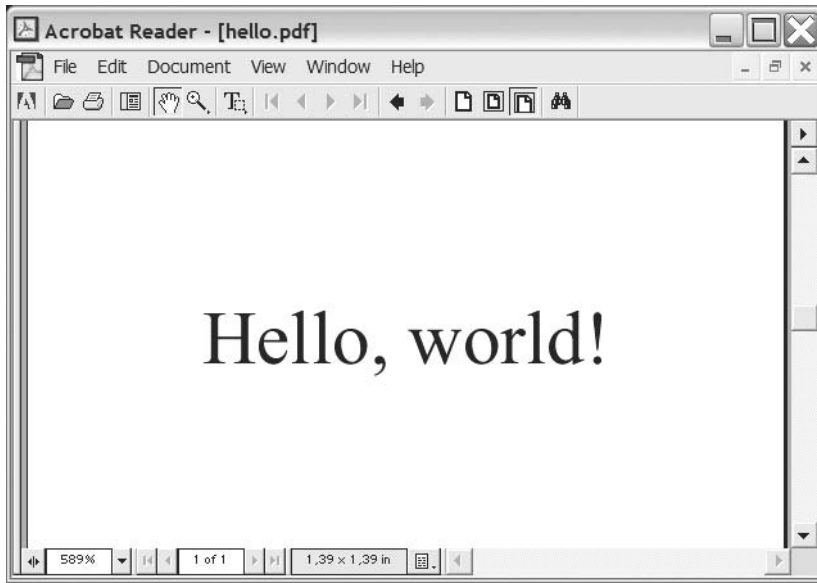 Acrobat Reader - [hello.pdf]
File Edit Document View Window Help
Hello, world!
589% 1 of 1 1,39 × 1,39 in